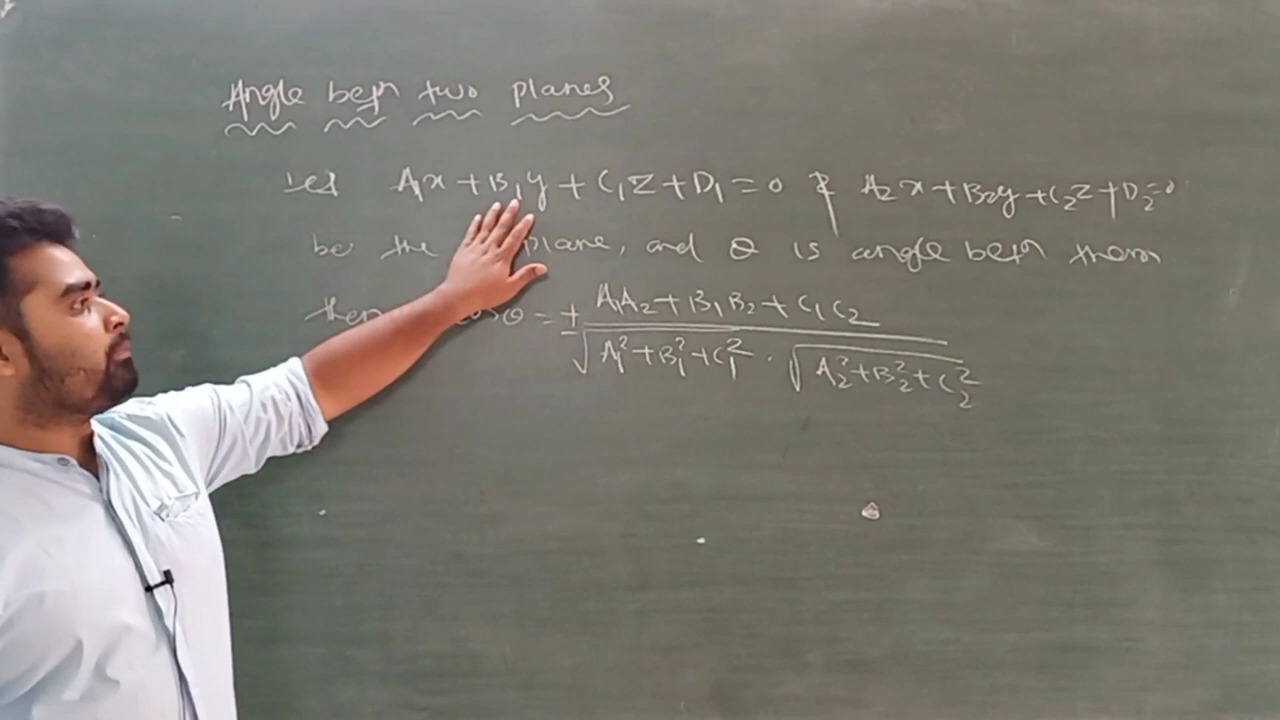 Angle betn two planes
Let A₁x + B₁y + C₁z + D₁ = 0 & A₂x + B₂y + C₂z + D₂ = 0
be the plane, and θ is angle betn them
then cosθ = ± A₁A₂ + B₁B₂ + C₁C₂
√A₁² + B₁² + C₁² · √A₂² + B₂² + C₂²